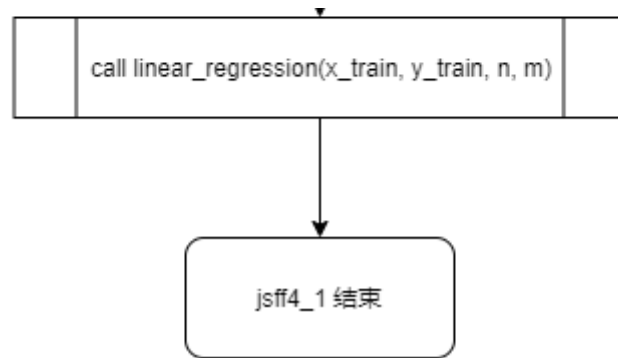 call linear_regression(x_train, y_train, n, m)
jsff4_1 结束